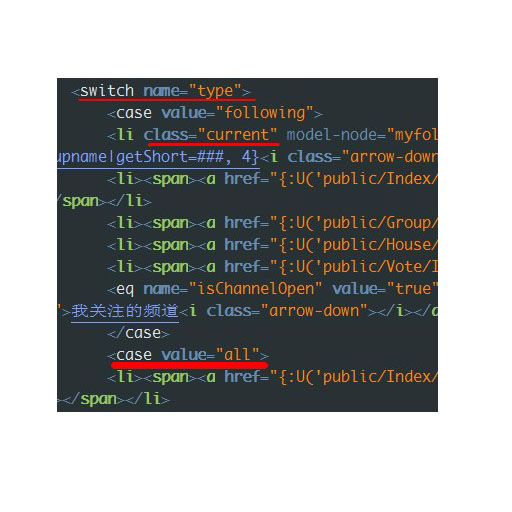 <switch name="type">
<case value="following">
<li class="current" model-node="myfol
upname|getShort=###, 4}<i class="arrow-down
<li><span><a href="{:U('public/Index/
/span></li>
<li><span><a href="{:U('public/Group/
<li><span><a href="{:U('public/House/
<li><span><a href="{:U('public/Vote/I
<eq name="isChannelOpen" value="true"
">我关注的频道<i class="arrow-down"></i></a
</case>
<case value="all">
<li><span><a href="{:U('public/Index/
></span></li>